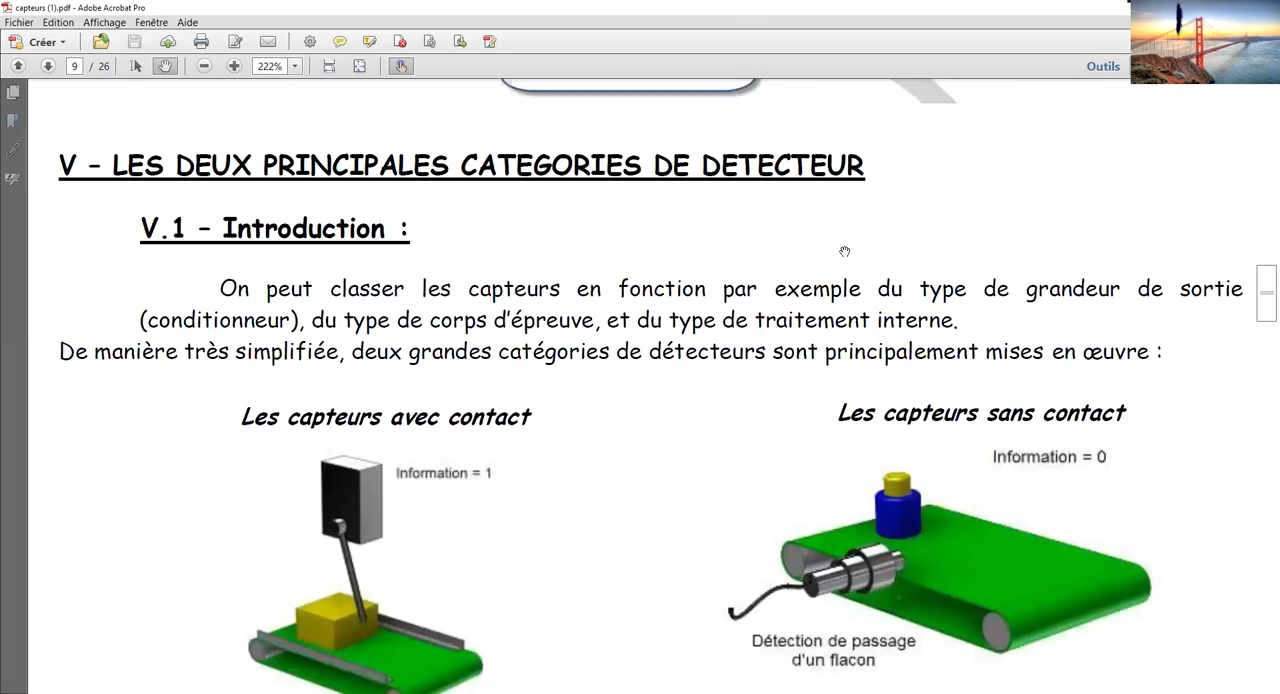 capteurs (1).pdf - Adobe Acrobat Pro
Fichier Edition Affichage Fenêtre Aide
Créer
9 / 26 222% Outils
V – LES DEUX PRINCIPALES CATEGORIES DE DETECTEUR
V.1 – Introduction :
On peut classer les capteurs en fonction par exemple du type de grandeur de sortie
(conditionneur), du type de corps d'épreuve, et du type de traitement interne.
De manière très simplifiée, deux grandes catégories de détecteurs sont principalement mises en œuvre :
Les capteurs avec contact
Information = 1
Les capteurs sans contact
Information = 0
Détection de passage
d'un flacon